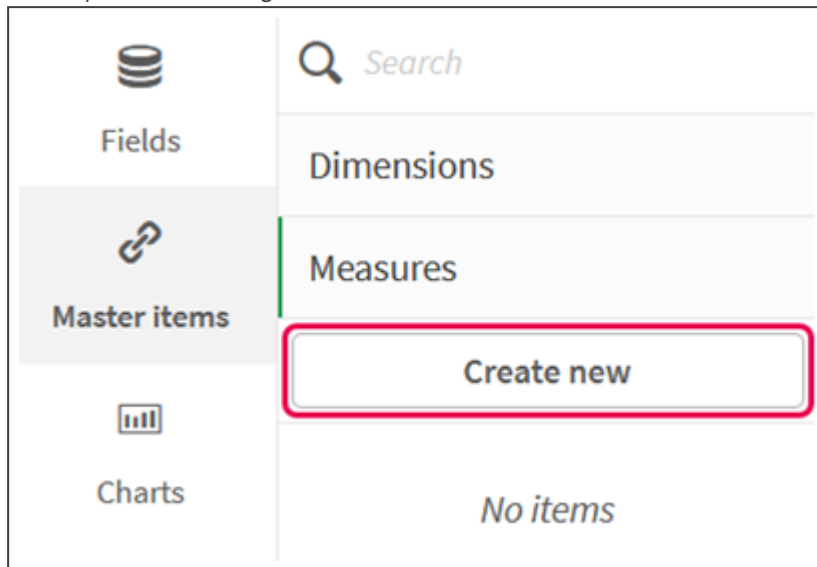 Search
Fields
Dimensions
Measures
Master items
Create new
Charts
No items